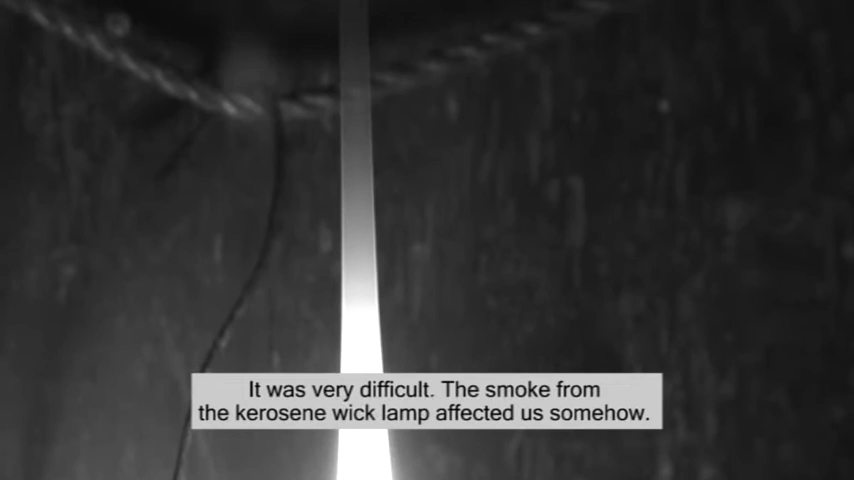 It was very difficult. The smoke from
the kerosene wick lamp affected us somehow.